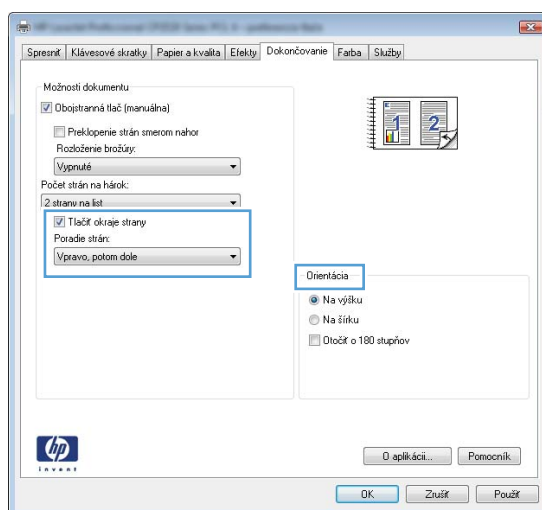 Spresniť Klávesové skratky Papier a kvalita Efekty Dokončovanie Farba Služby
Možnosti dokumentu
Obojstranná tlač (manuálna)
Preklopenie strán smerom nahor
Rozloženie brožúry:
Vypnuté
Počet strán na hárok:
2 strany na list
Tlačiť okraje strany
Poradie strán:
Vpravo, potom dole
1 2
Orientácia
Na výšku
Na šírku
Otočiť o 180 stupňov
hp
invent
O aplikácii... Pomocník
OK Zrušiť Použiť